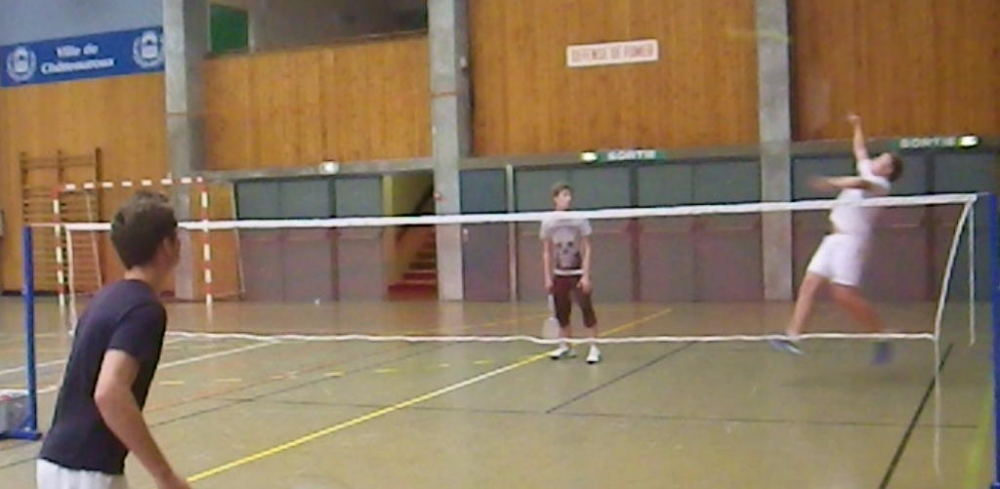 Ville de
Châteauroux
DEFENSE DE FUMER
SORTIE
SORTIE